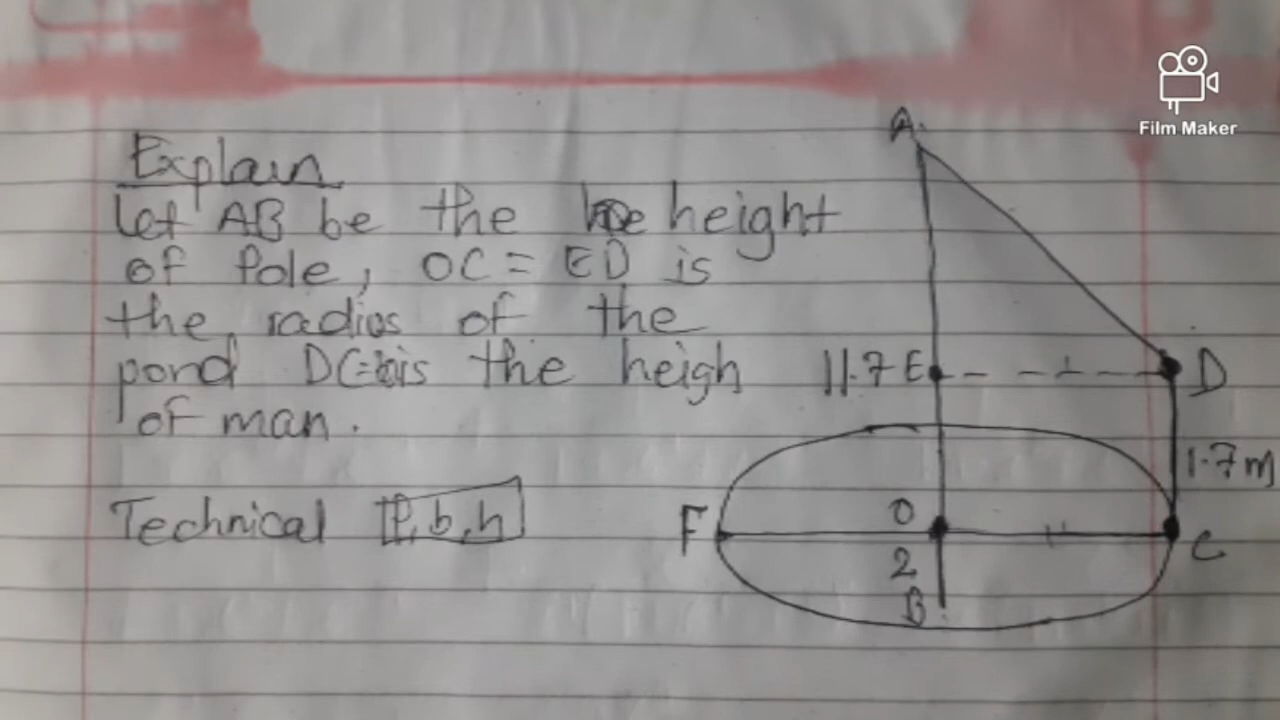 Film Maker
A.
Explain
Let AB be the height
of Pole, OC = ED is
the radius of the
pond DC is the heigh
of man.
11.7 E
D
1.7m
Technical [P, b, h]
F
O
C
2
B